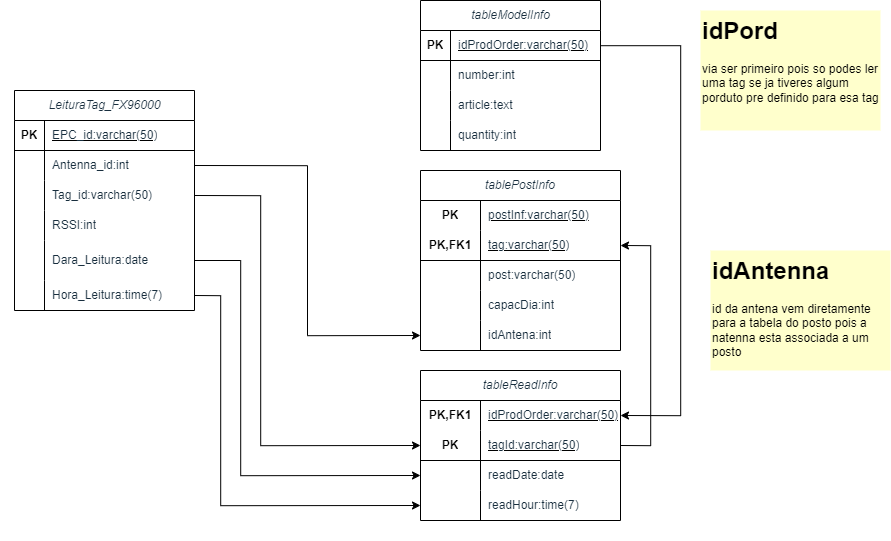 tableModelInfo
PK idProdOrder:varchar(50)
number:int
article:text
quantity:int
idPord
via ser primeiro pois so podes ler
uma tag se ja tiveres algum
porduto pre definido para esa tag
LeituraTag_FX96000
PK EPC_id:varchar(50)
Antenna_id:int
Tag_id:varchar(50)
RSSI:int
Dara_Leitura:date
Hora_Leitura:time(7)
tablePostInfo
PK postInf:varchar(50)
PK,FK1 tag:varchar(50)
post:varchar(50)
capacDia:int
idAntena:int
idAntenna
id da antena vem diretamente
para a tabela do posto pois a
natenna esta associada a um
posto
tableReadInfo
PK,FK1 idProdOrder:varchar(50)
PK tagId:varchar(50)
readDate:date
readHour:time(7)